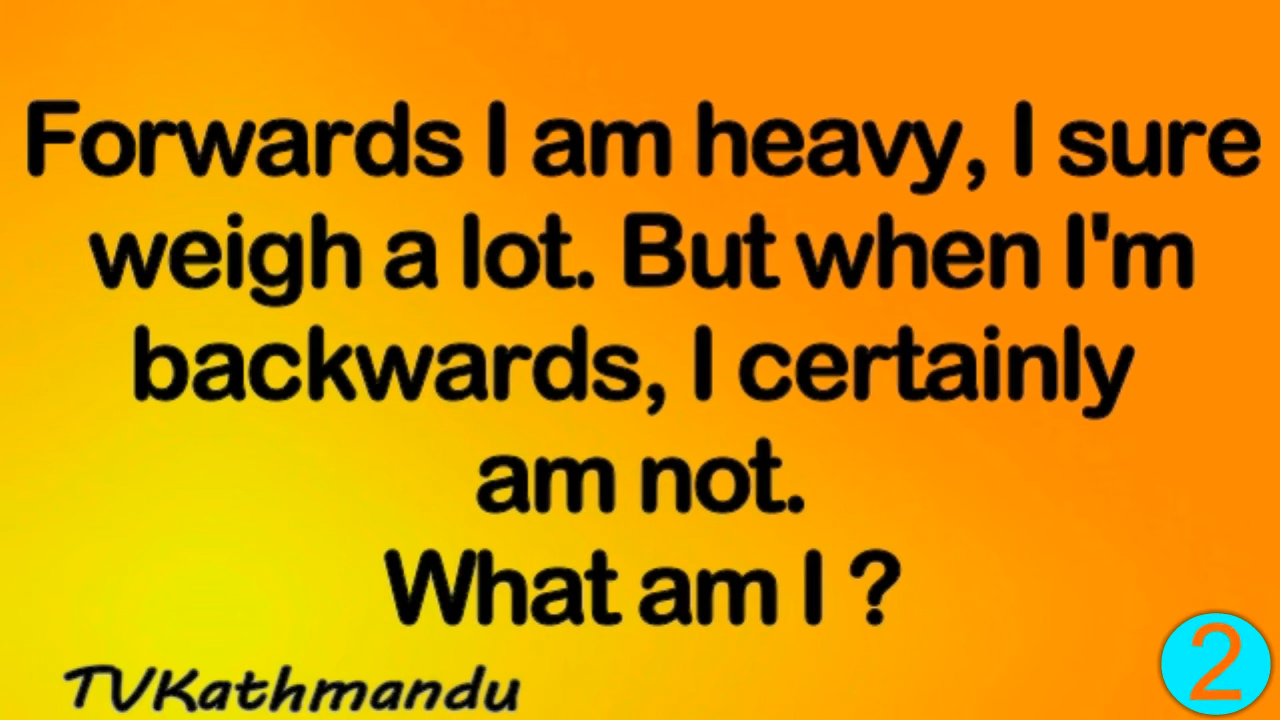 Forwards I am heavy, I sure
weigh a lot. But when I'm
backwards, I certainly
am not.
What am I ?
TVKathmandu
2